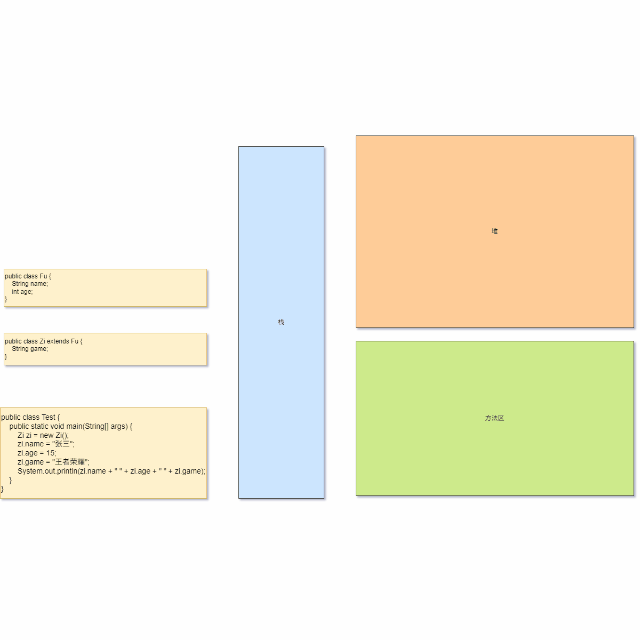 public class Fu {
String name;
int age;
}
public class Zi extends Fu {
String game;
}
public class Test {
public static void main(String[] args) {
Zi zi = new Zi();
zi.name = "张三";
zi.age = 15;
zi.game = "王者荣耀";
System.out.println(zi.name + " " + zi.age + " " + zi.game);
}
}
栈
堆
方法区